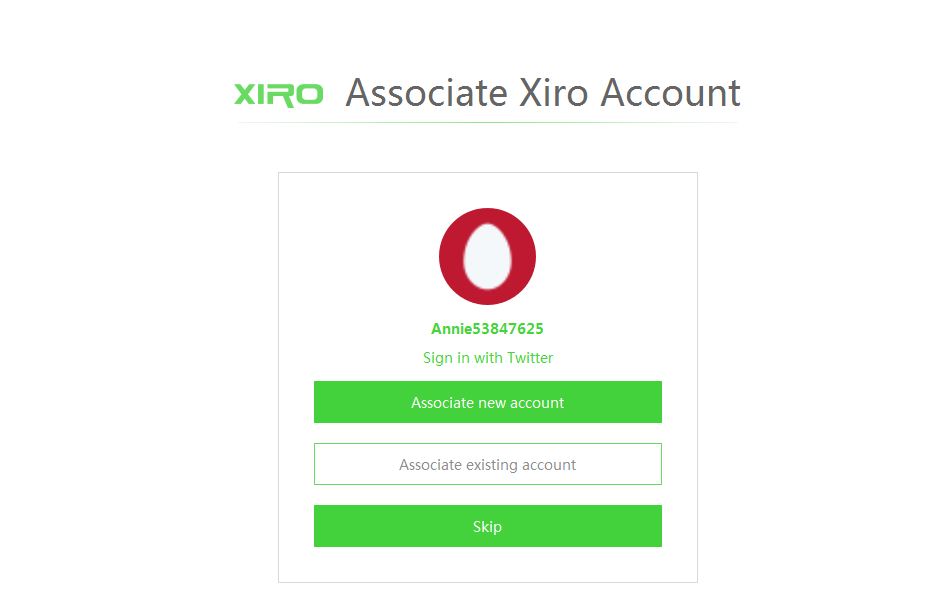 XIRO Associate Xiro Account
Annie53847625
Sign in with Twitter
Associate new account
Associate existing account
Skip